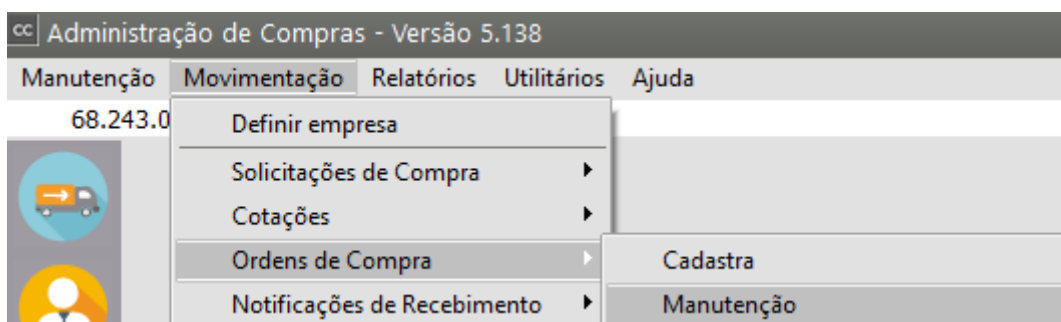 cc Administração de Compras - Versão 5.138
Manutenção Movimentação Relatórios Utilitários Ajuda
68.243.0
Definir empresa
Solicitações de Compra
Cotações
Ordens de Compra Cadastra
Notificações de Recebimento Manutenção